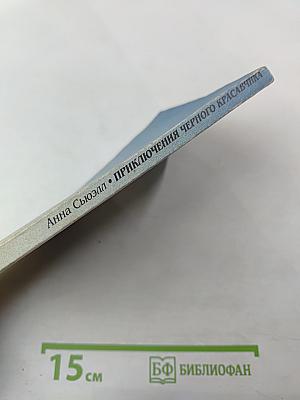 Анна Сьюэлл • ПРИКЛЮЧЕНИЯ ЧЕРНОГО КРАСАВЧИКА
15 см БФ БИБЛИОФАН